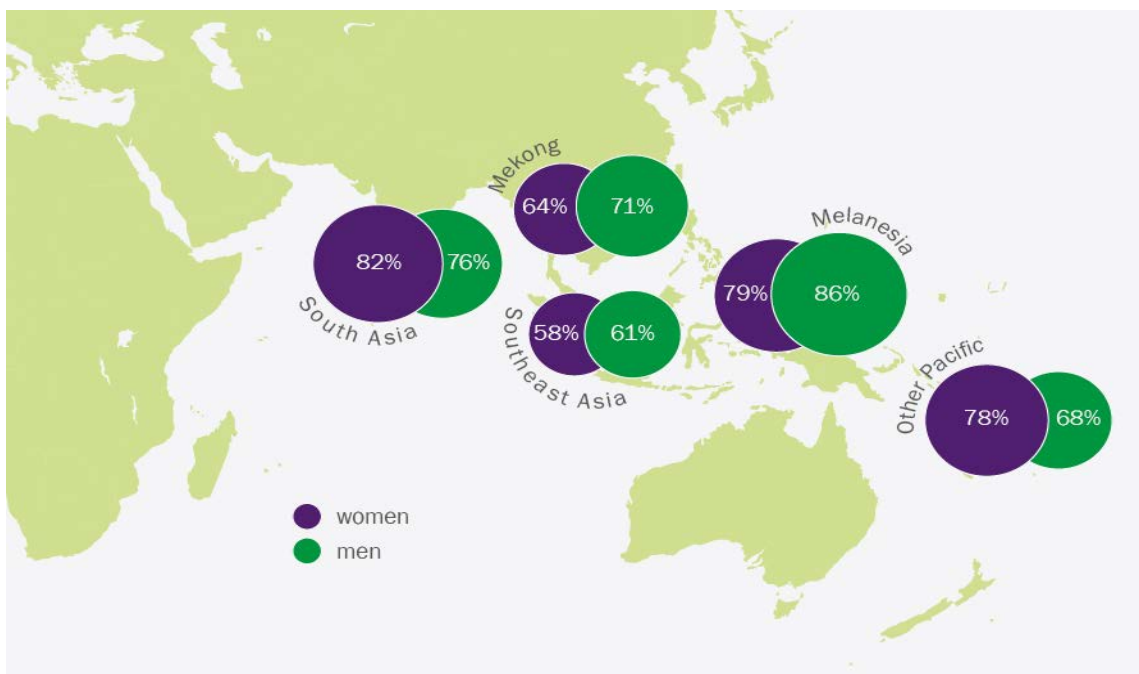 Mekong
64%
71%
Melanesia
79%
86%
82%
76%
South Asia
58%
61%
Southeast Asia
Other Pacific
78%
68%
women
men